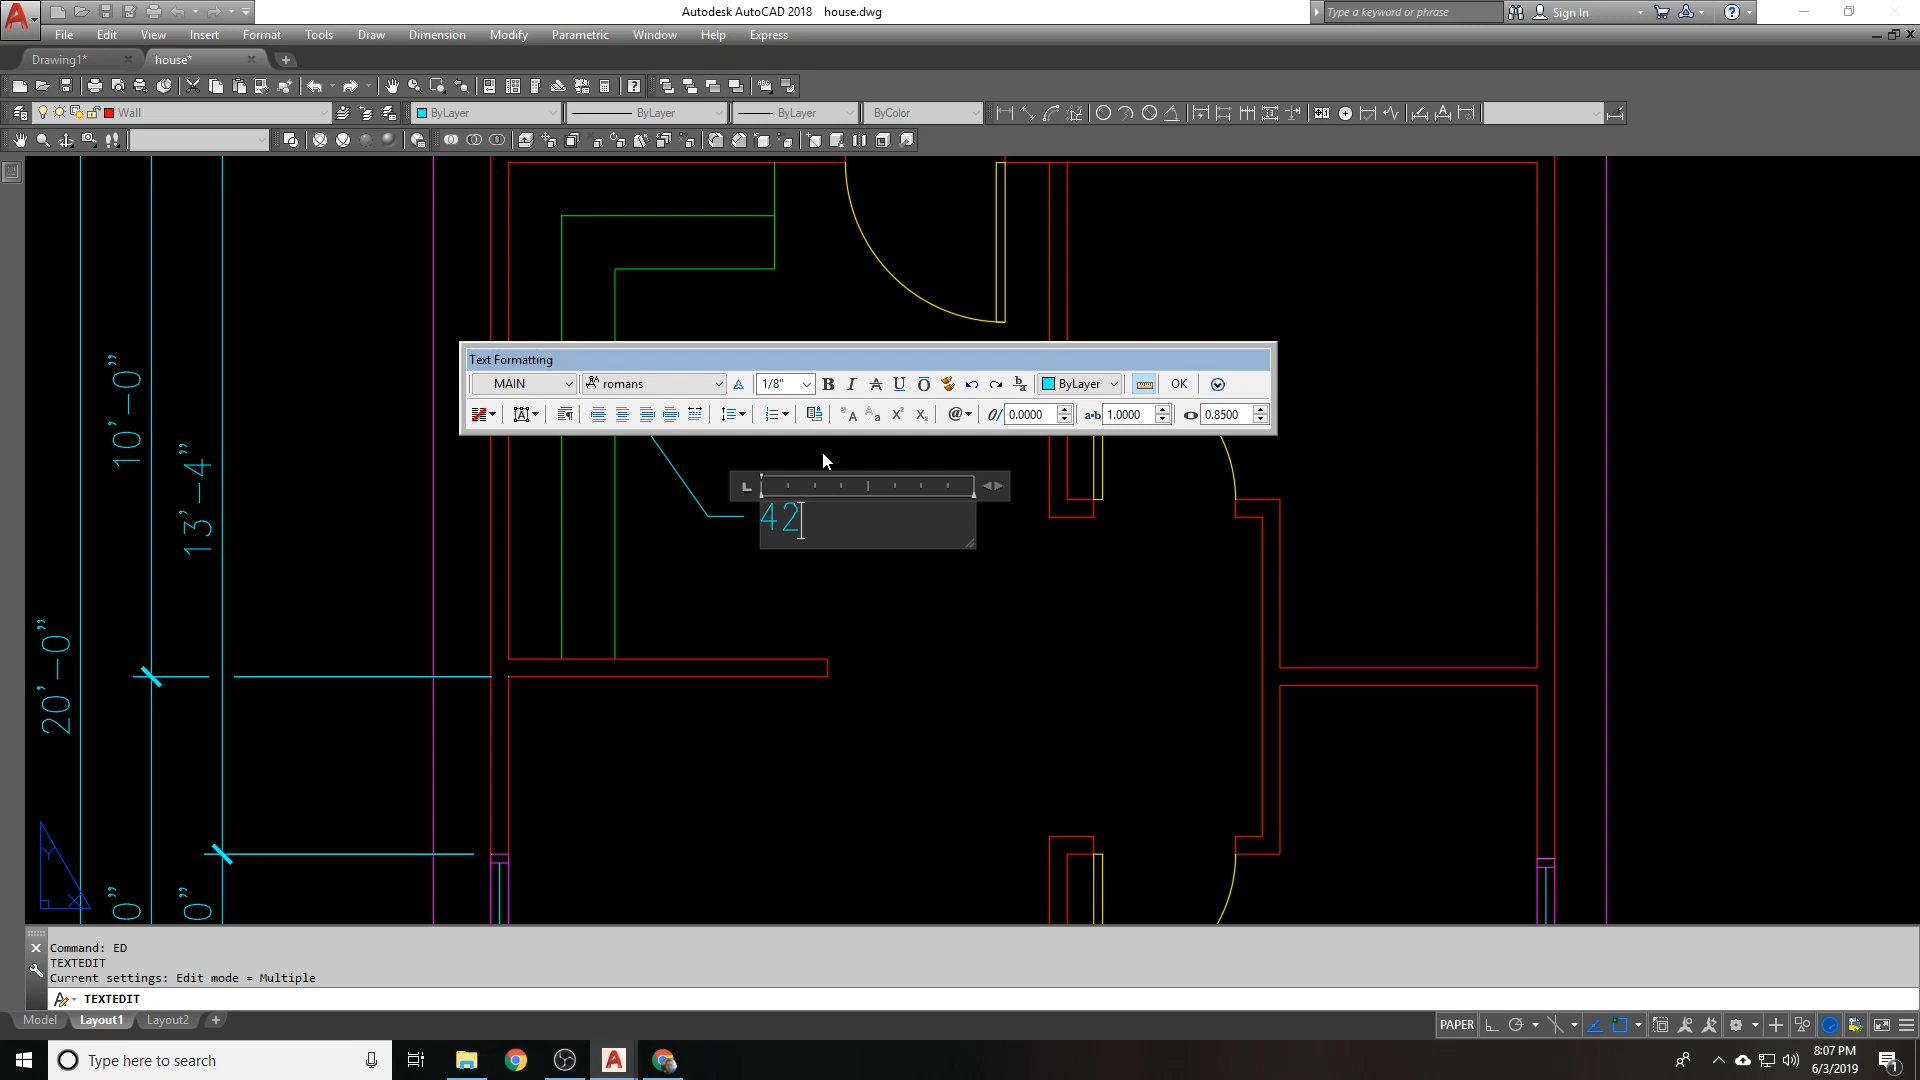 Autodesk AutoCAD 2018 house.dwg
Type a keyword or phrase
Sign In
File Edit View Insert Format Tools Draw Dimension Modify Parametric Window Help Express
Drawing1* house*
Wall ByLayer ByLayer ByLayer ByColor
10'-0"
13'-4"
20'-0"
0"
0"
Y
X
Text Formatting
MAIN romans 1/8" B I A U O ByLayer OK
@ 0/ 0.0000 a•b 1.0000 0.8500
42
Command: ED
TEXTEDIT
Current settings: Edit mode = Multiple
TEXTEDIT
Model Layout1 Layout2 +
PAPER
Type here to search
8:07 PM
6/3/2019
1